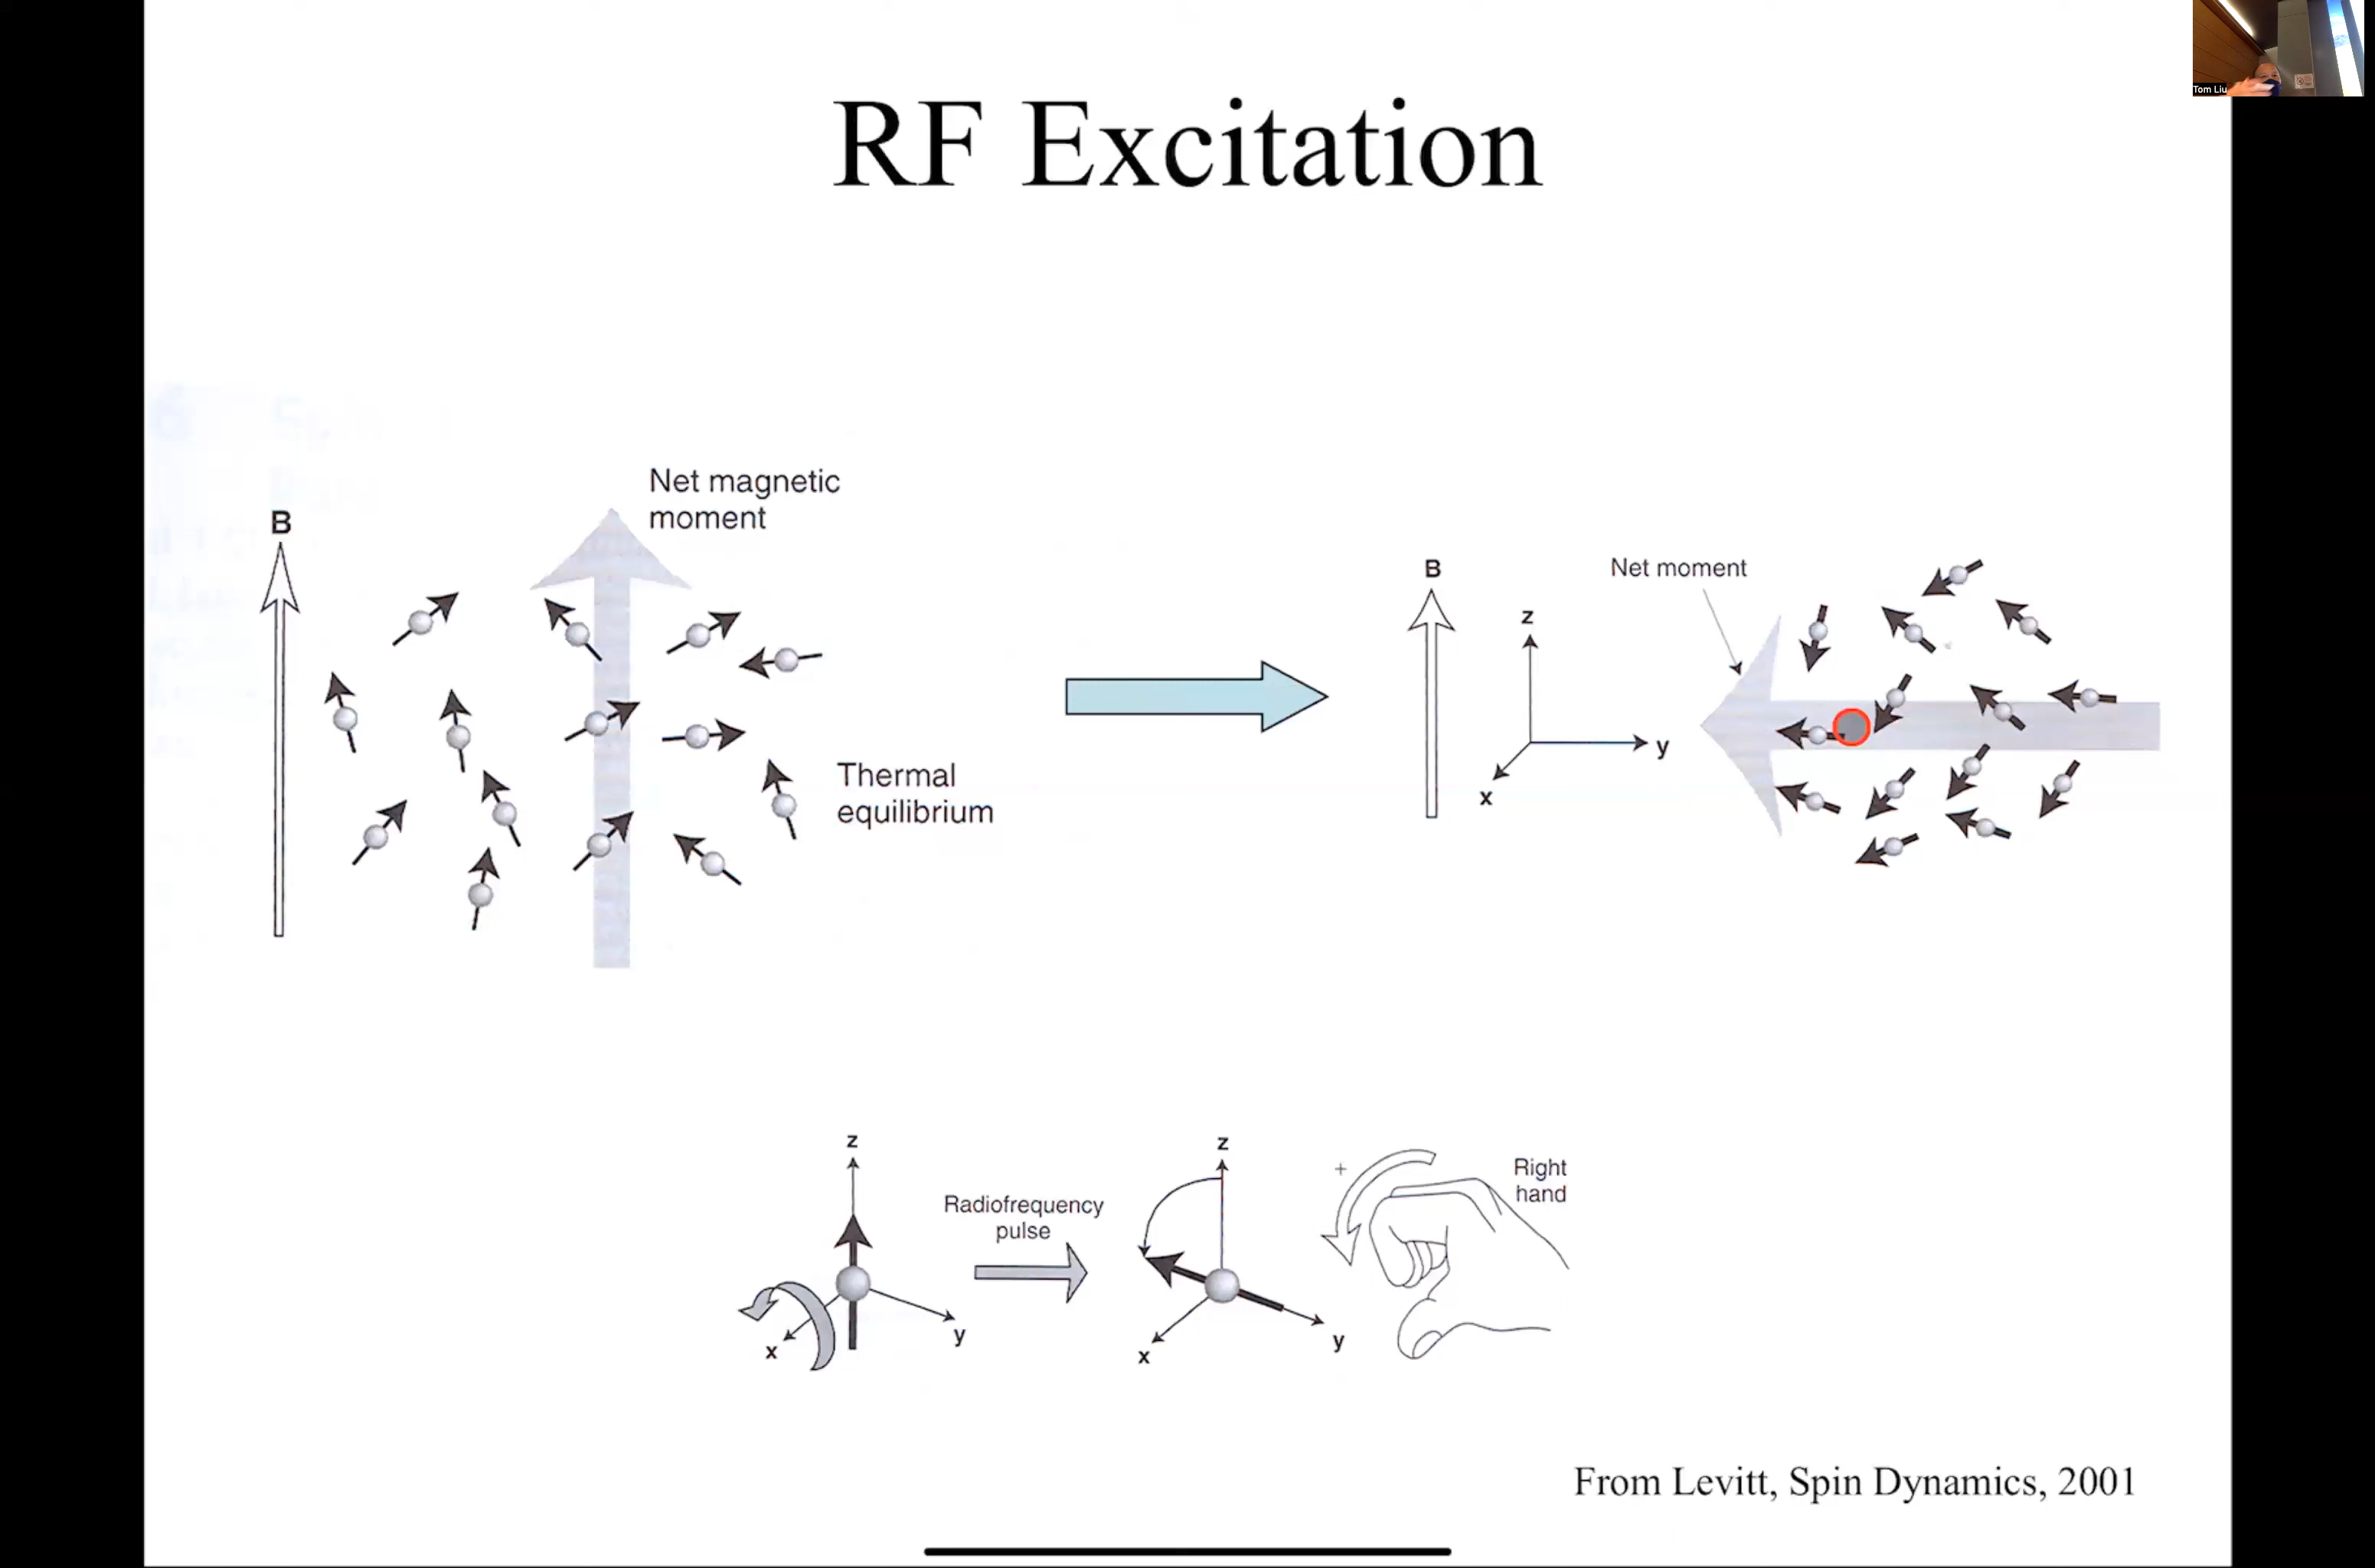 Tom Liu
RF Excitation
Net magnetic
moment
B
Thermal
equilibrium
B
z
y
x
Net moment
z
y
x
Radiofrequency
pulse
z
y
x
+
Right
hand
From Levitt, Spin Dynamics, 2001